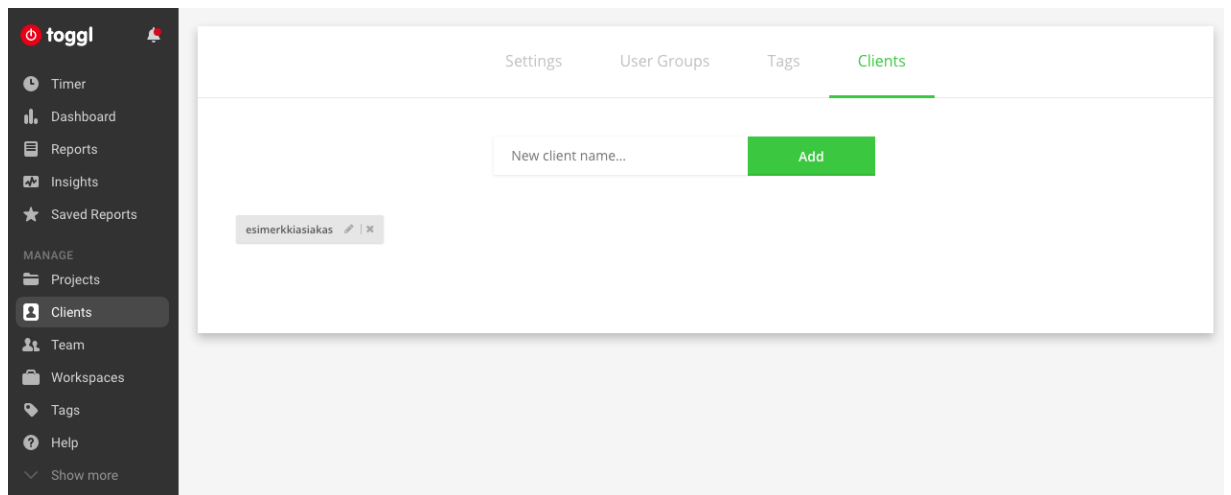 toggl
Timer
Dashboard
Reports
Insights
Saved Reports
MANAGE
Projects
Clients
Team
Workspaces
Tags
Help
Show more
Settings User Groups Tags Clients
New client name... Add
esimerkkiasiakas